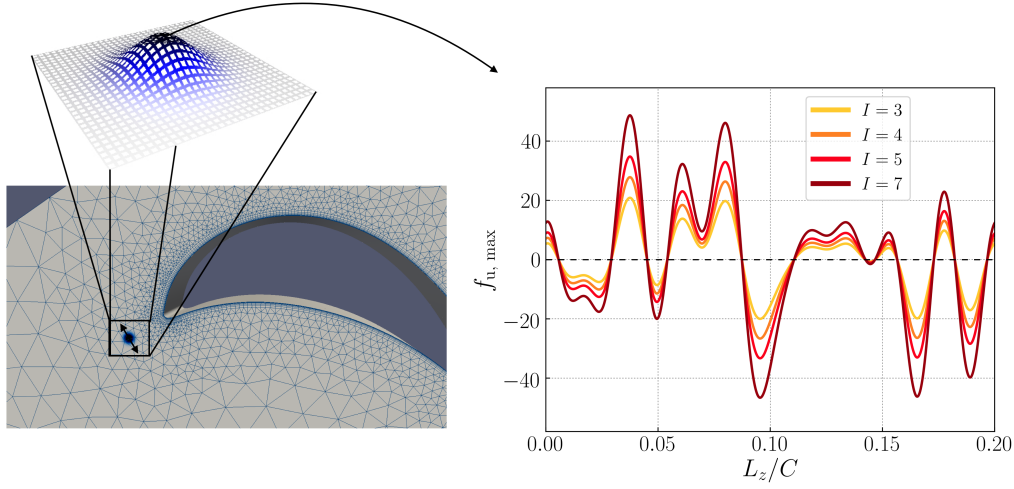 I = 3
I = 4
I = 5
I = 7
40
20
0
−20
−40
f_{u, max}
0.00 0.05 0.10 0.15 0.20
L_z/C